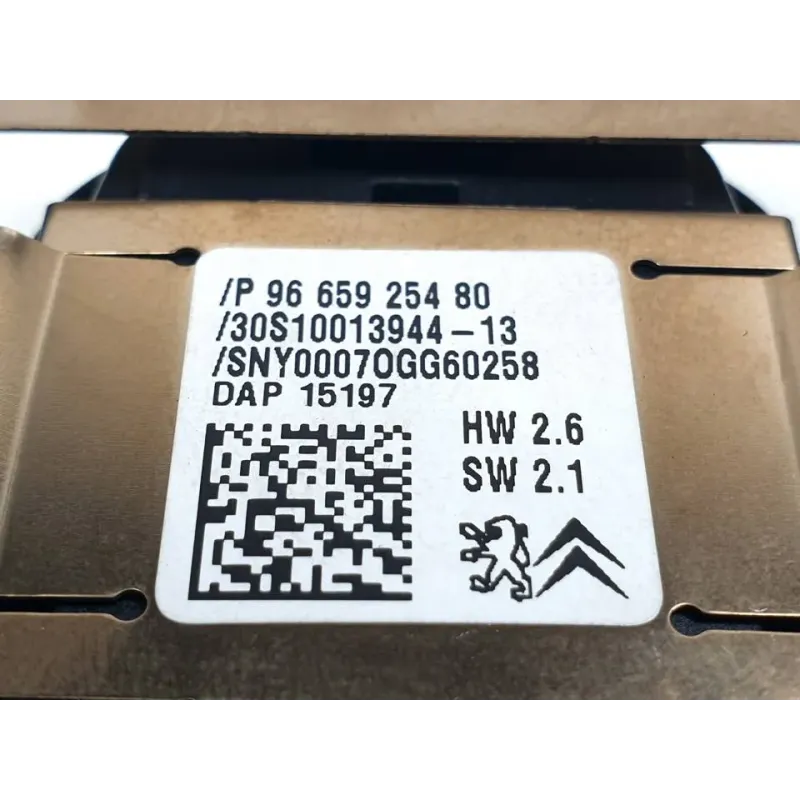 /P 96 659 254 80
/30S10013944-13
/SNY00070GG60258
DAP 15197
HW 2.6
SW 2.1